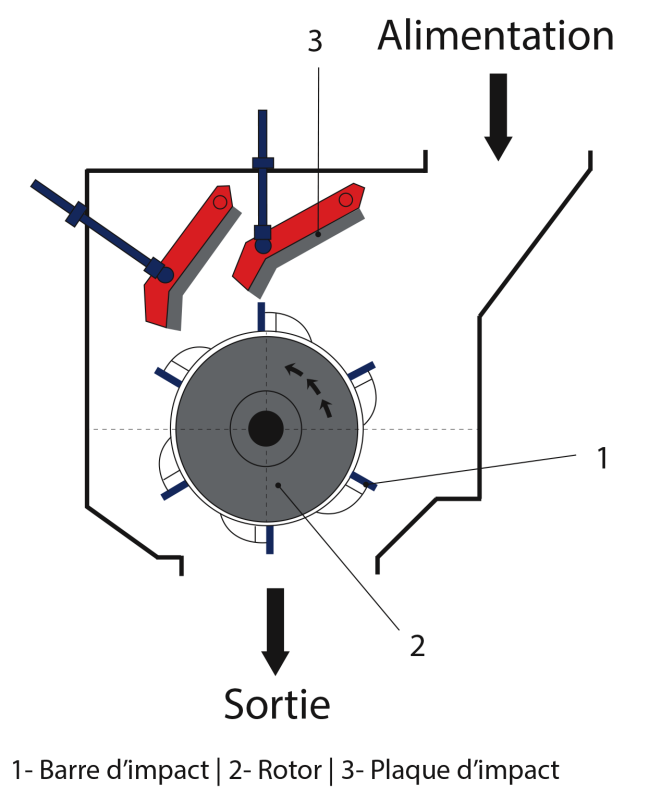 Alimentation
3
1
2
Sortie
1- Barre d’impact | 2- Rotor | 3- Plaque d’impact